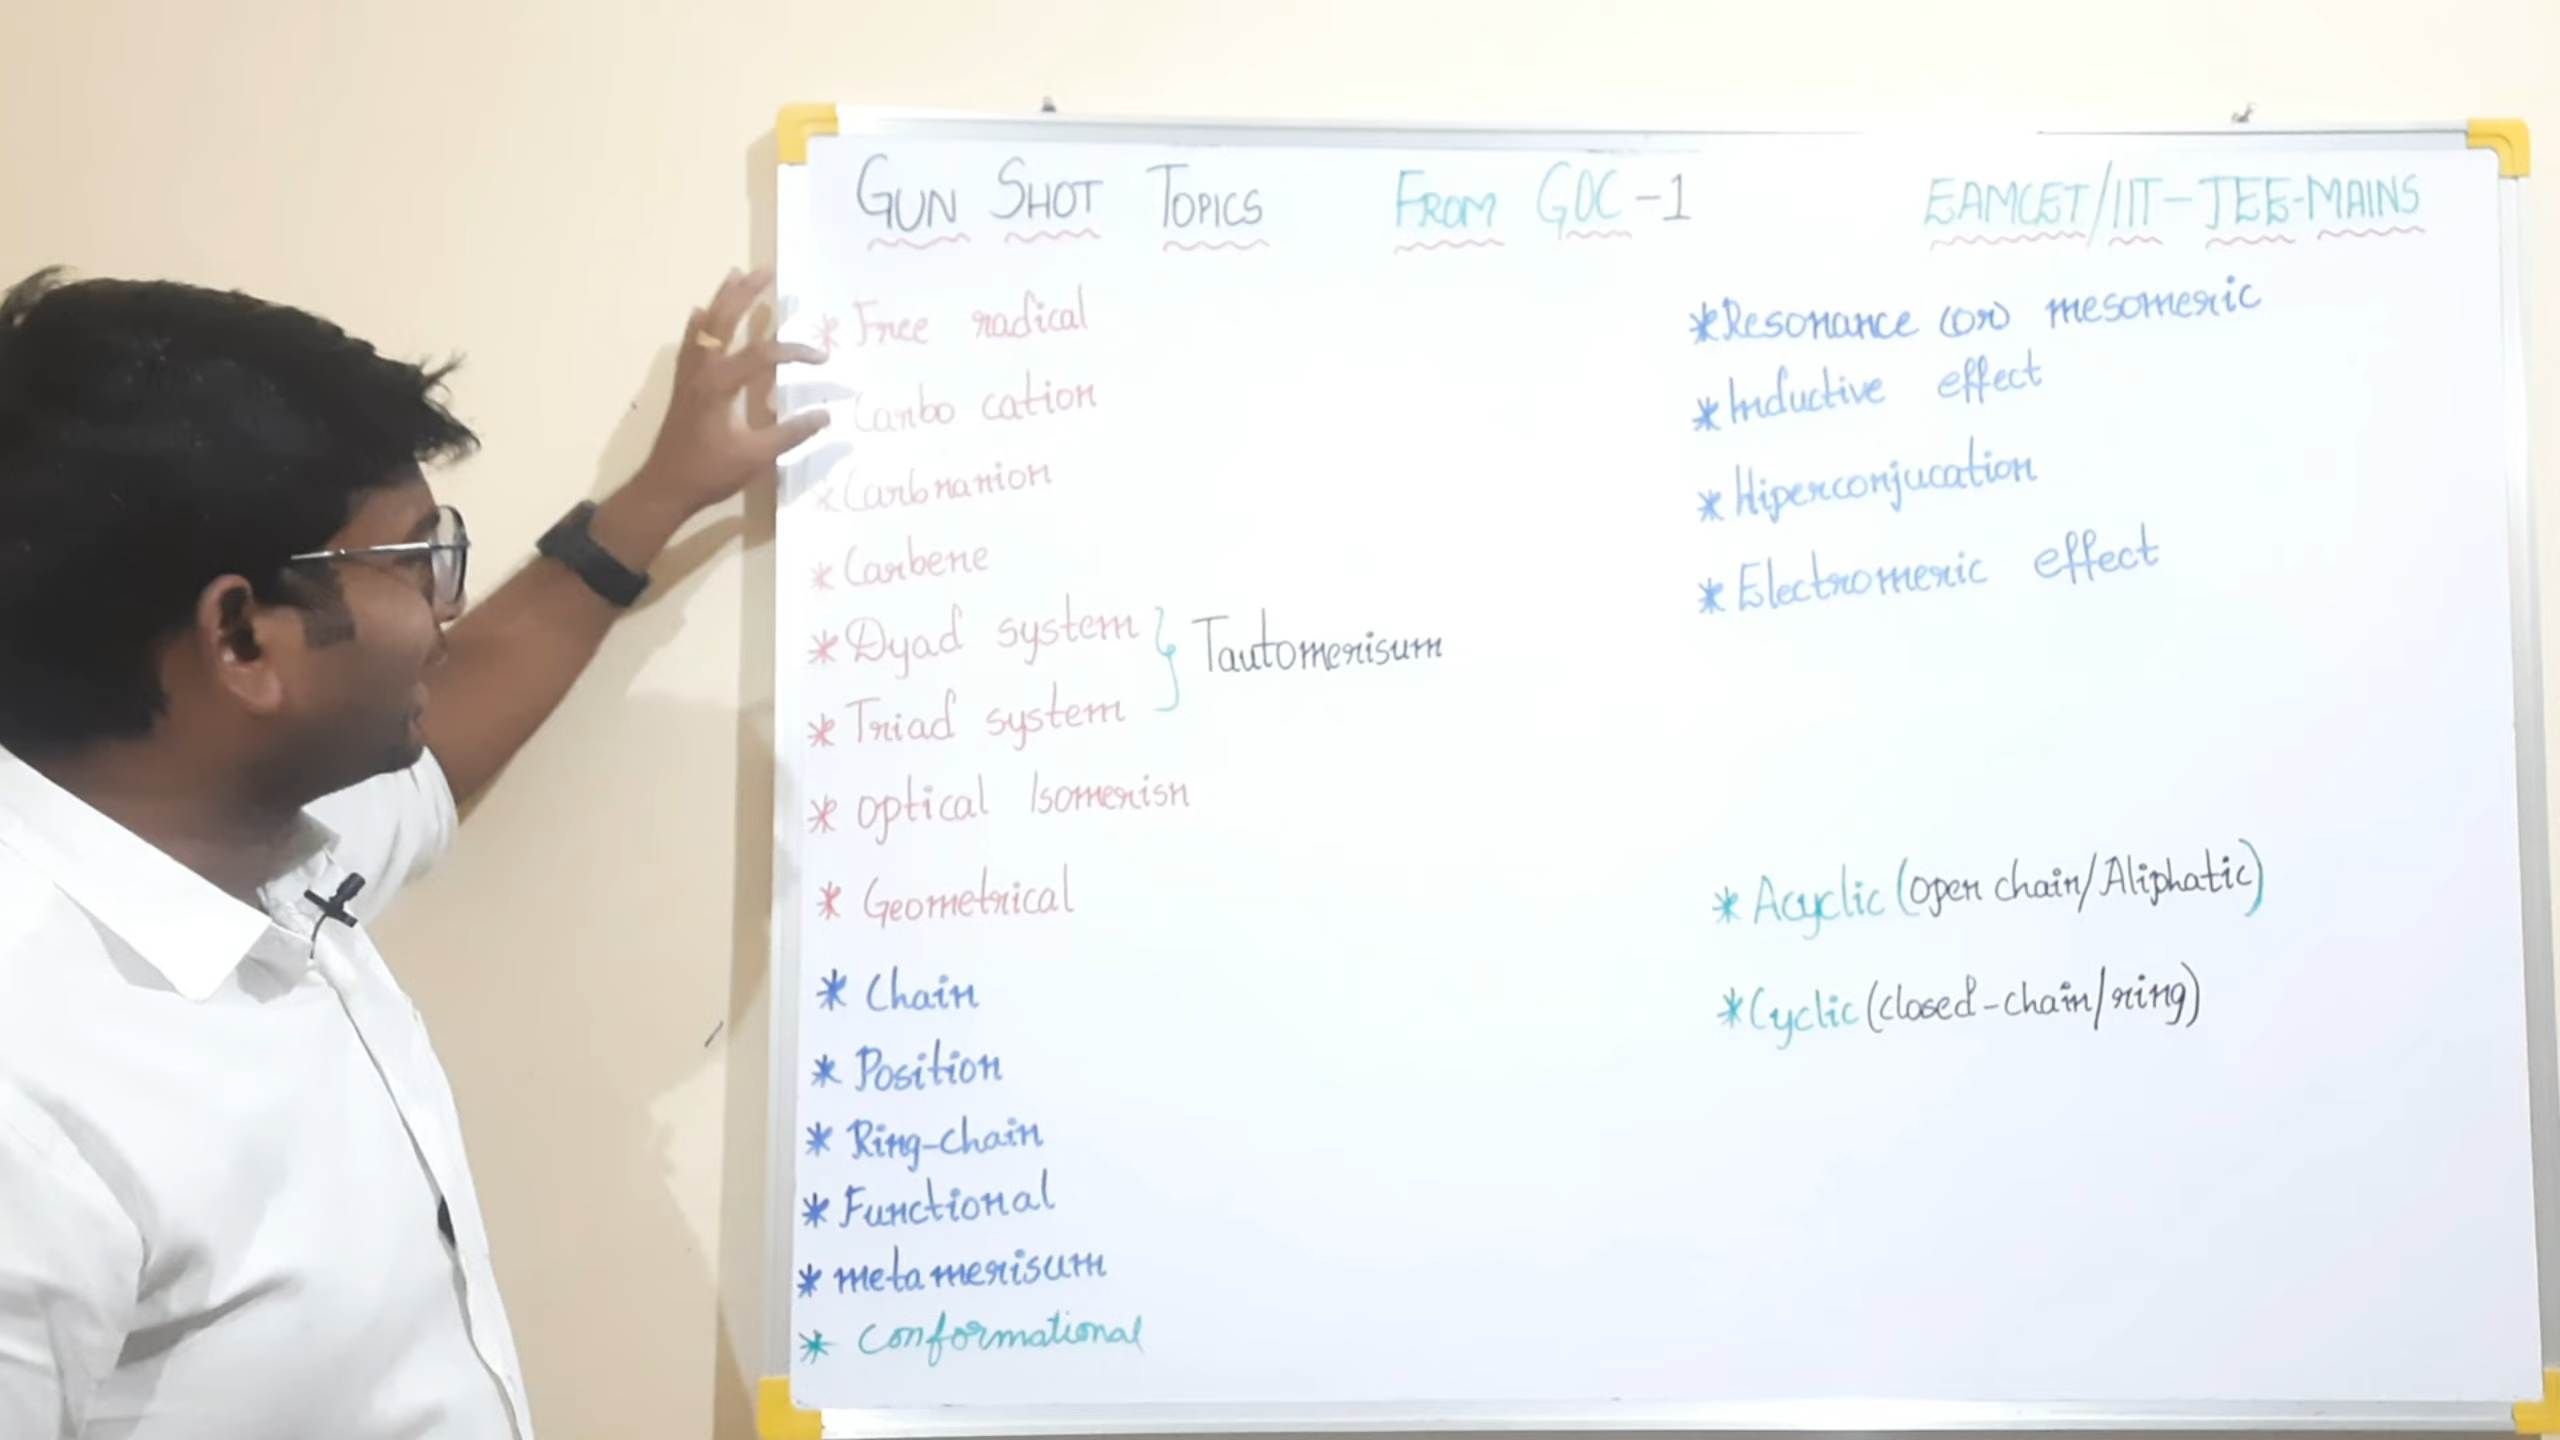 GUN SHOT TOPICS FROM GOC-1 EAMCET/IIT-JEE-MAINS
* Free radical
Carbo cation
* Carbnanion
* Carbene
* Dyad system
* Triad system
} Tautomerisum
* optical Isomerisn
* Geometrical
* Chain
* Position
* Ring-chain
* Functional
* metamerisum
* Conformational
* Resonance (or) mesomeric
* Inductive effect
* Hiperconjucation
* Electromeric effect
* Acyclic (open chain/Aliphatic)
* Cyclic (closed-chain/ring)